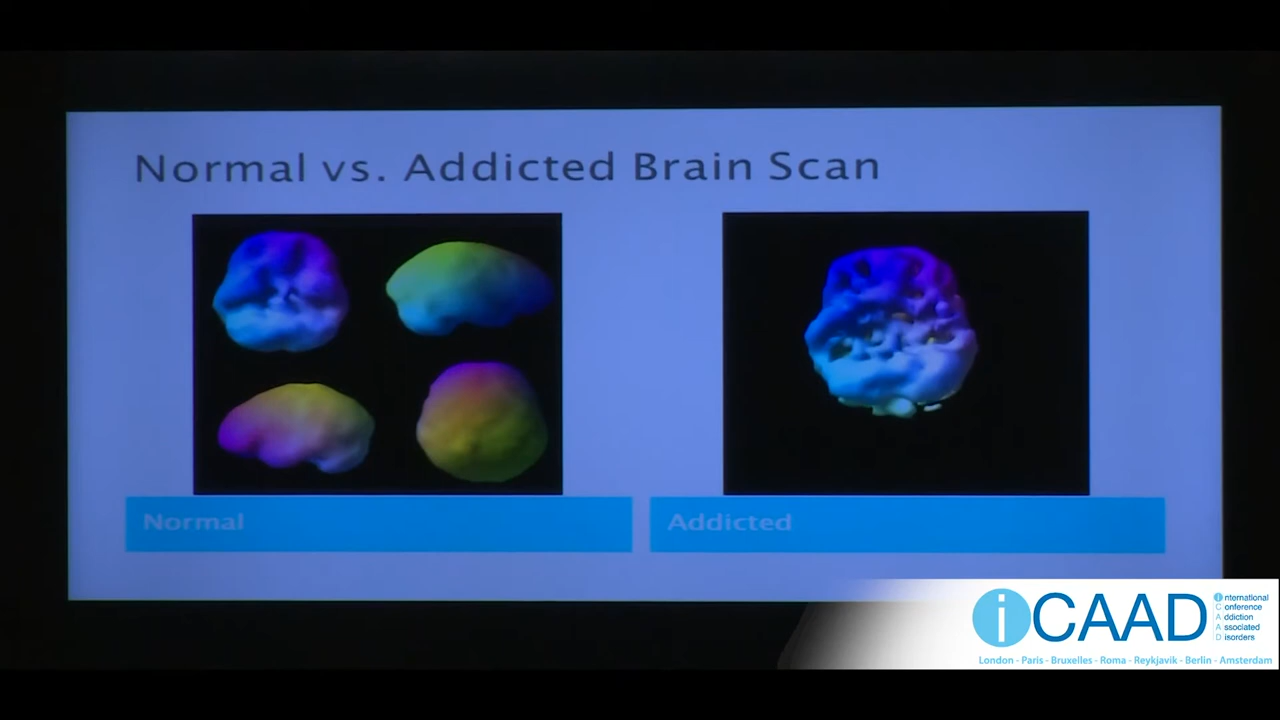 Normal vs. Addicted Brain Scan
Normal
Addicted
iCAAD
International
Conference
Addiction
Associated
Disorders
London - Paris - Bruxelles - Roma - Reykjavik - Berlin - Amsterdam